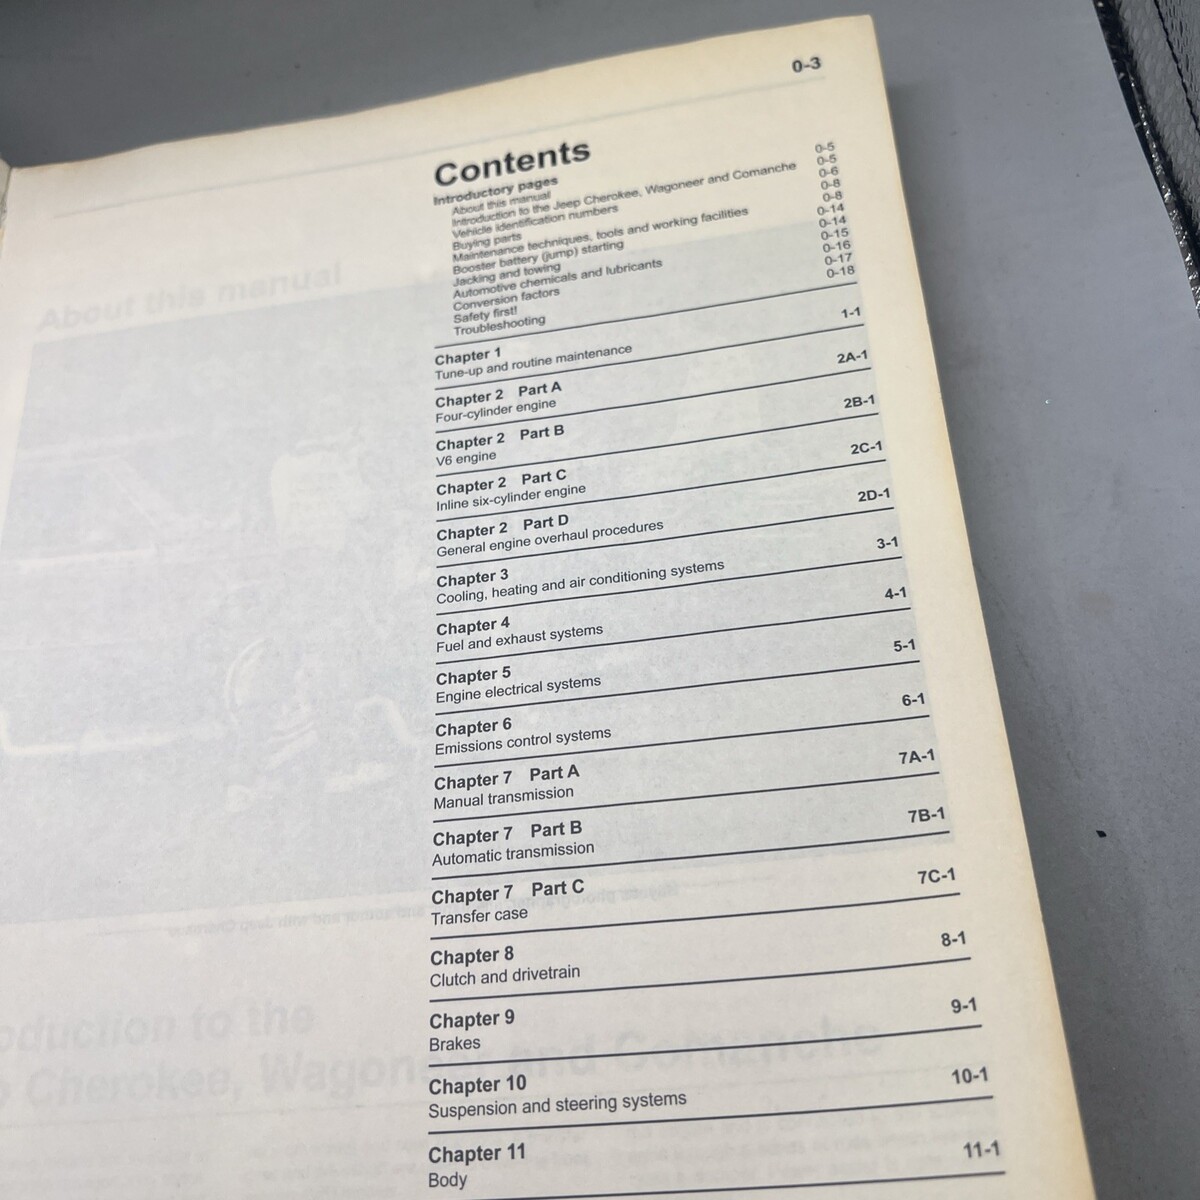 0-3
Contents
Introductory pages
About this manual 0-5
Introduction to the Jeep Cherokee, Wagoneer and Comanche 0-5
Vehicle identification numbers 0-6
Buying parts 0-8
Maintenance techniques, tools and working facilities 0-8
Booster battery (jump) starting 0-14
Jacking and towing 0-14
Automotive chemicals and lubricants 0-15
Conversion factors 0-16
Safety first! 0-17
Troubleshooting 0-18
Chapter 1
Tune-up and routine maintenance 1-1
Chapter 2 Part A
Four-cylinder engine 2A-1
Chapter 2 Part B
V6 engine 2B-1
Chapter 2 Part C
Inline six-cylinder engine 2C-1
Chapter 2 Part D
General engine overhaul procedures 2D-1
Chapter 3
Cooling, heating and air conditioning systems 3-1
Chapter 4
Fuel and exhaust systems 4-1
Chapter 5
Engine electrical systems 5-1
Chapter 6
Emissions control systems 6-1
Chapter 7 Part A
Manual transmission 7A-1
Chapter 7 Part B
Automatic transmission 7B-1
Chapter 7 Part C
Transfer case 7C-1
Chapter 8
Clutch and drivetrain 8-1
Chapter 9
Brakes 9-1
Chapter 10
Suspension and steering systems 10-1
Chapter 11
Body 11-1
About this manual
oduction to the
Cherokee, Wagoneer and Comanche